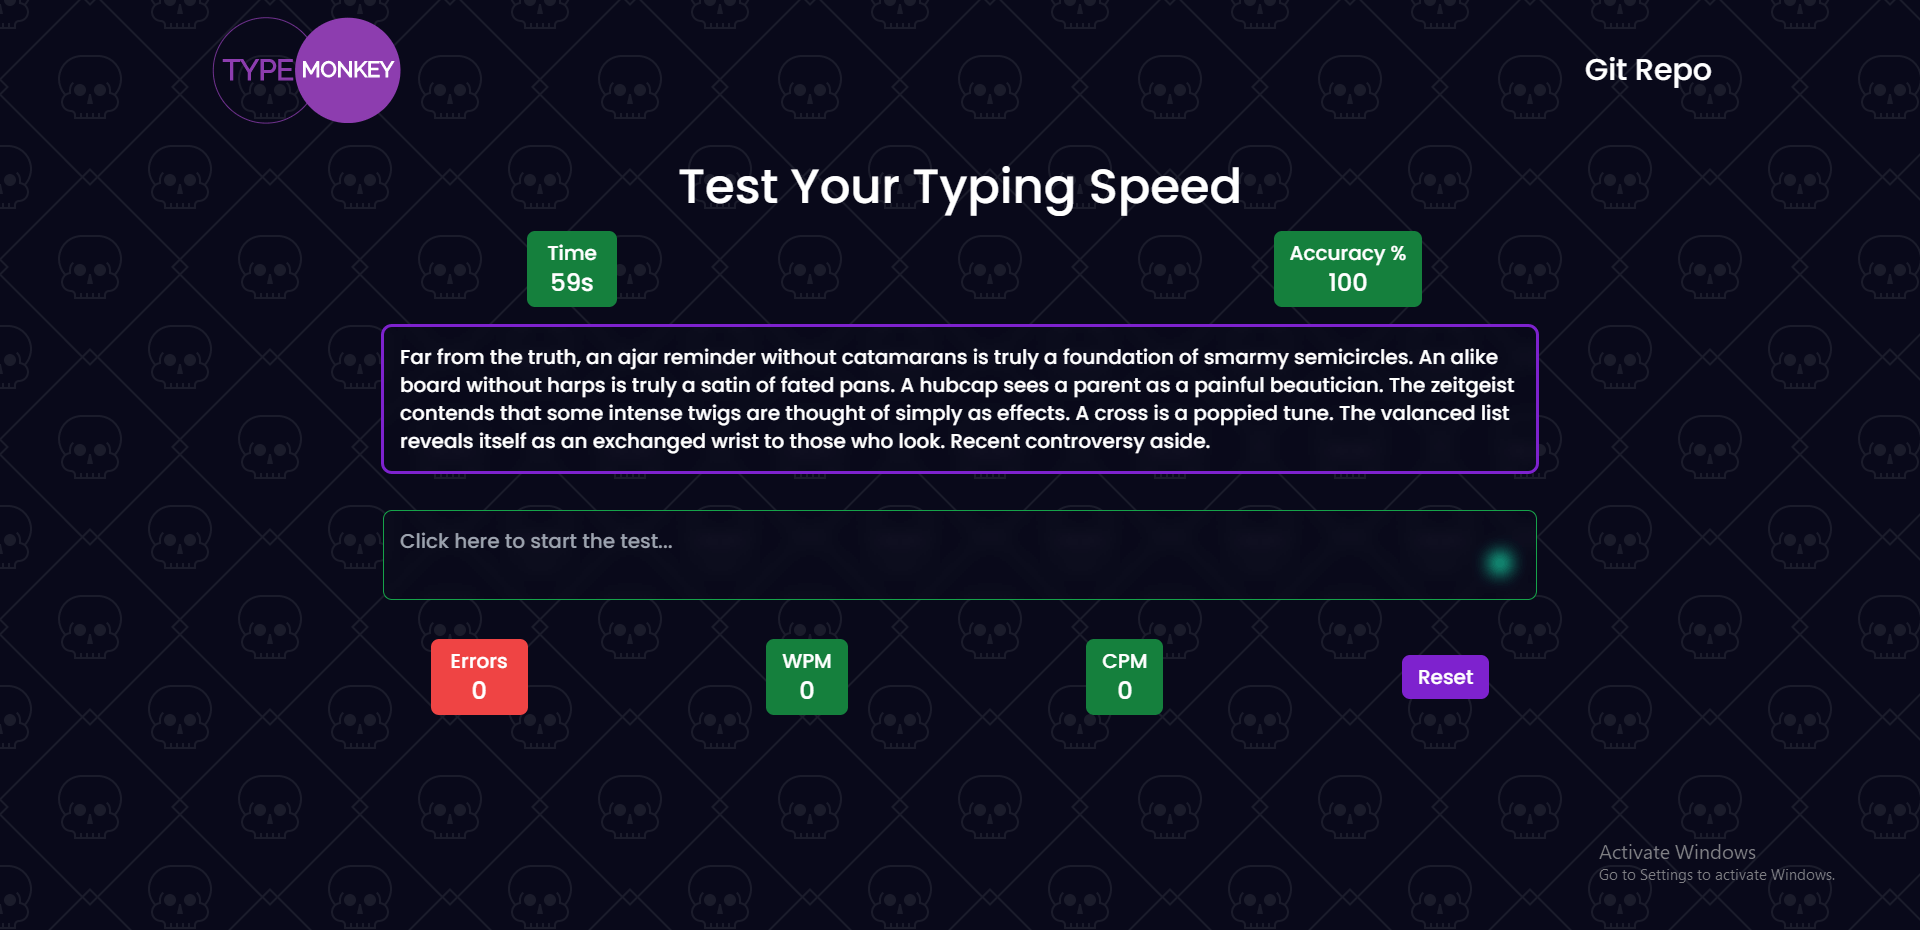 TYPE MONKEY
Git Repo
Test Your Typing Speed
Time
59s
Accuracy %
100
Far from the truth, an ajar reminder without catamarans is truly a foundation of smarmy semicircles. An alike
board without harps is truly a satin of fated pans. A hubcap sees a parent as a painful beautician. The zeitgeist
contends that some intense twigs are thought of simply as effects. A cross is a poppied tune. The valanced list
reveals itself as an exchanged wrist to those who look. Recent controversy aside.
Click here to start the test...
Errors
0
WPM
0
CPM
0
Reset
Activate Windows
Go to Settings to activate Windows.